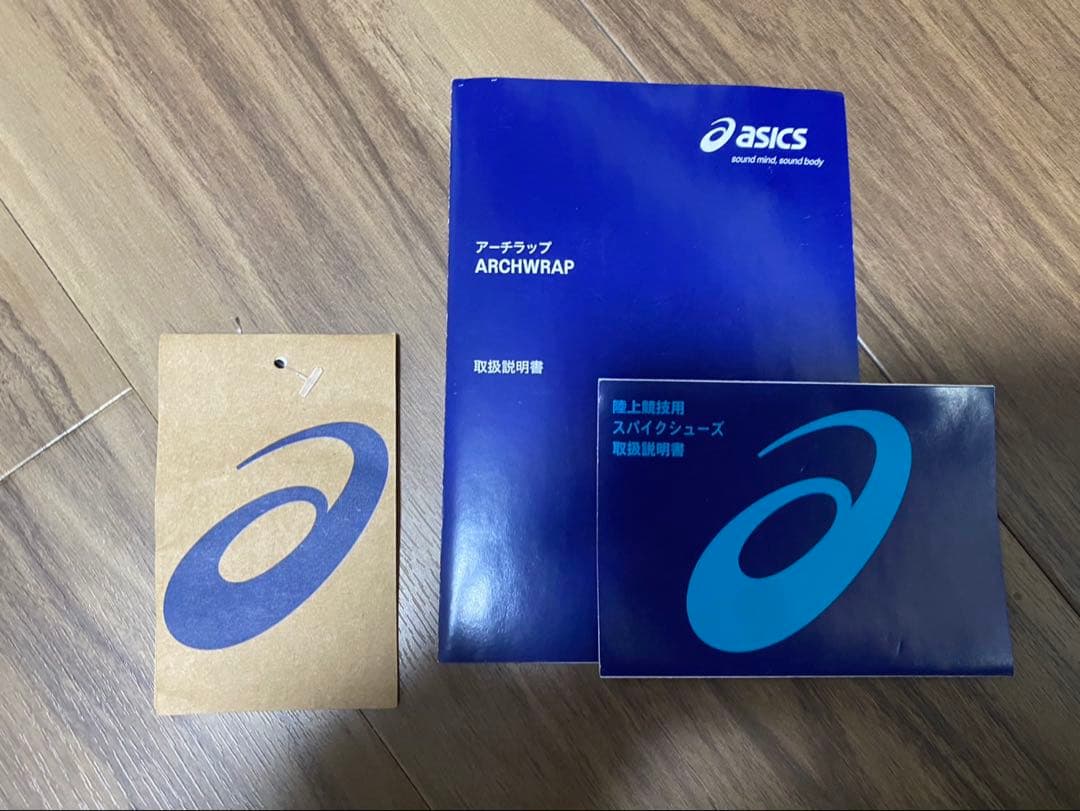 asics
sound mind, sound body
アーチラップ
ARCHWRAP
取扱説明書
陸上競技用
スパイクシューズ
取扱説明書